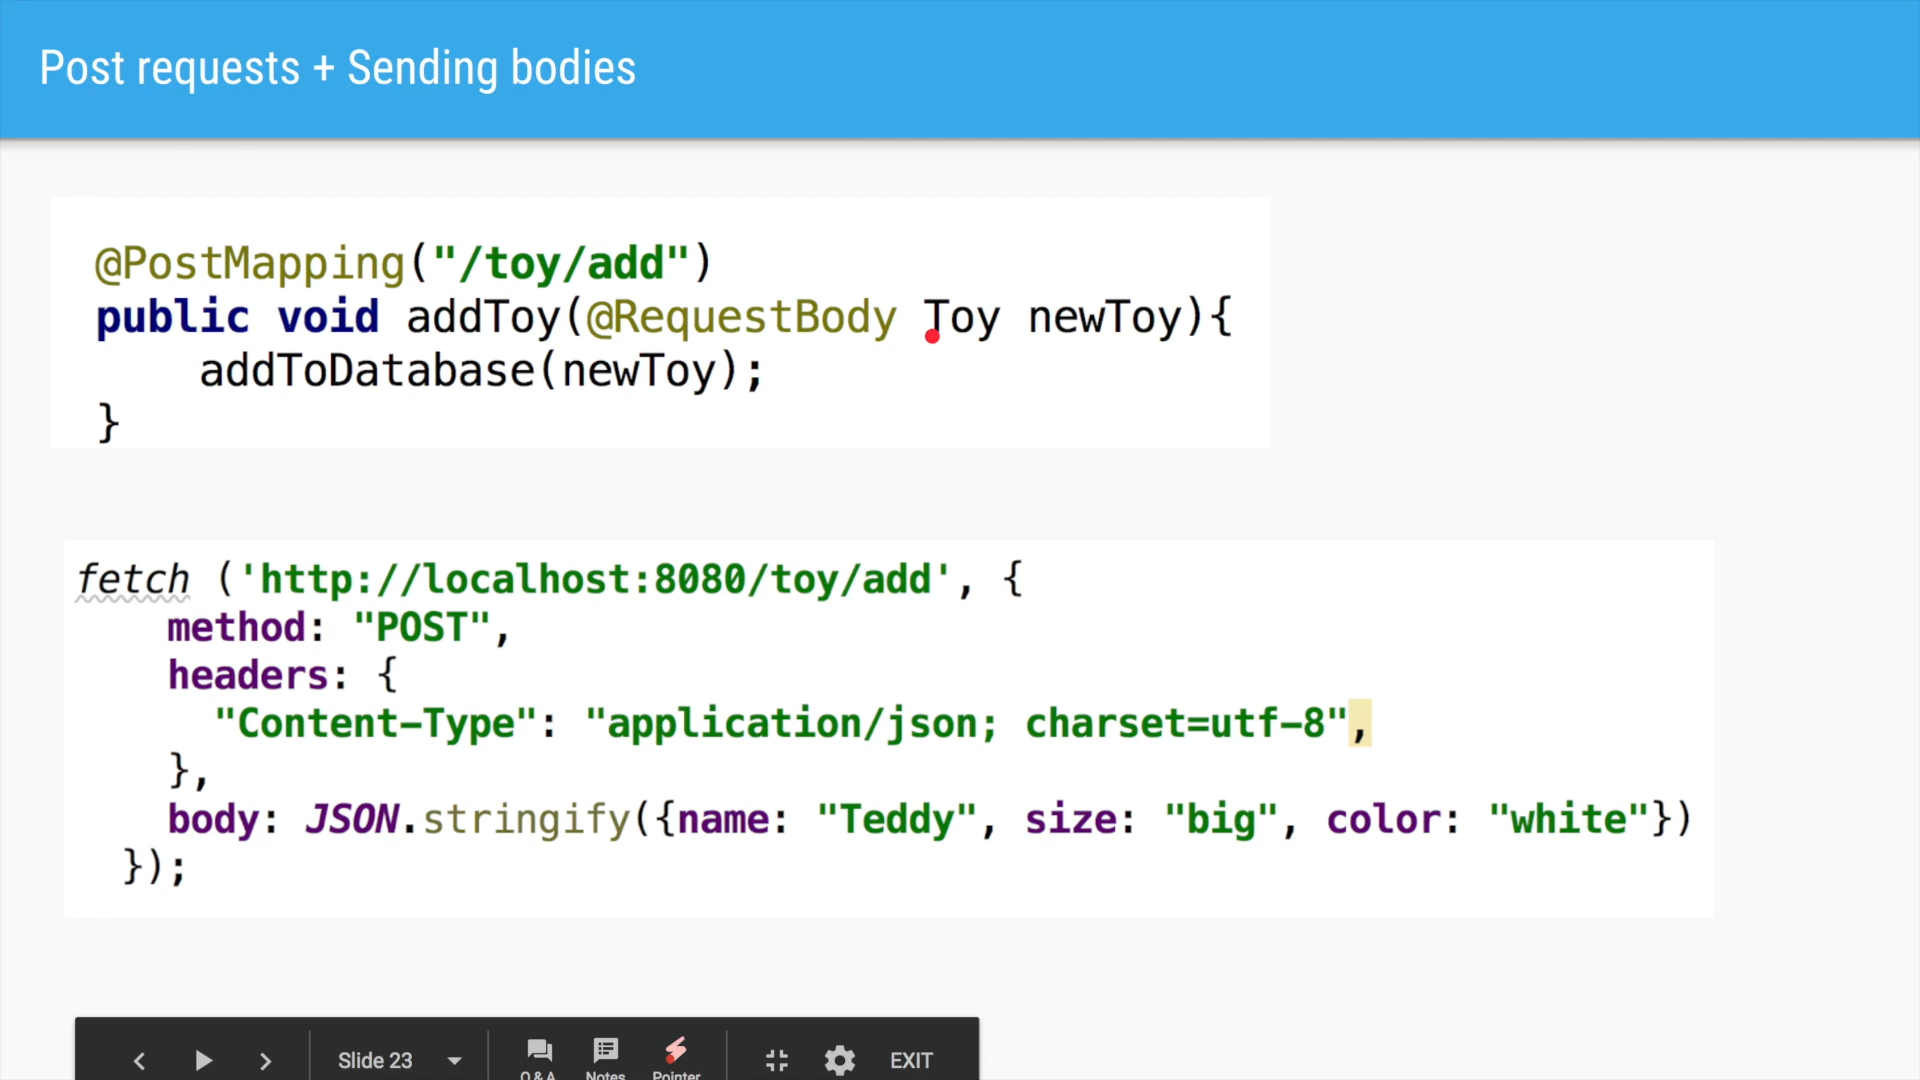 Post requests + Sending bodies
@PostMapping("/toy/add")
public void addToy(@RequestBody Toy newToy){
addToDatabase(newToy);
}
fetch ('http://localhost:8080/toy/add', {
method: "POST",
headers: {
"Content-Type": "application/json; charset=utf-8",
},
body: JSON.stringify({name: "Teddy", size: "big", color: "white"})
});
Slide 23
Q & A
Notes
Pointer
EXIT